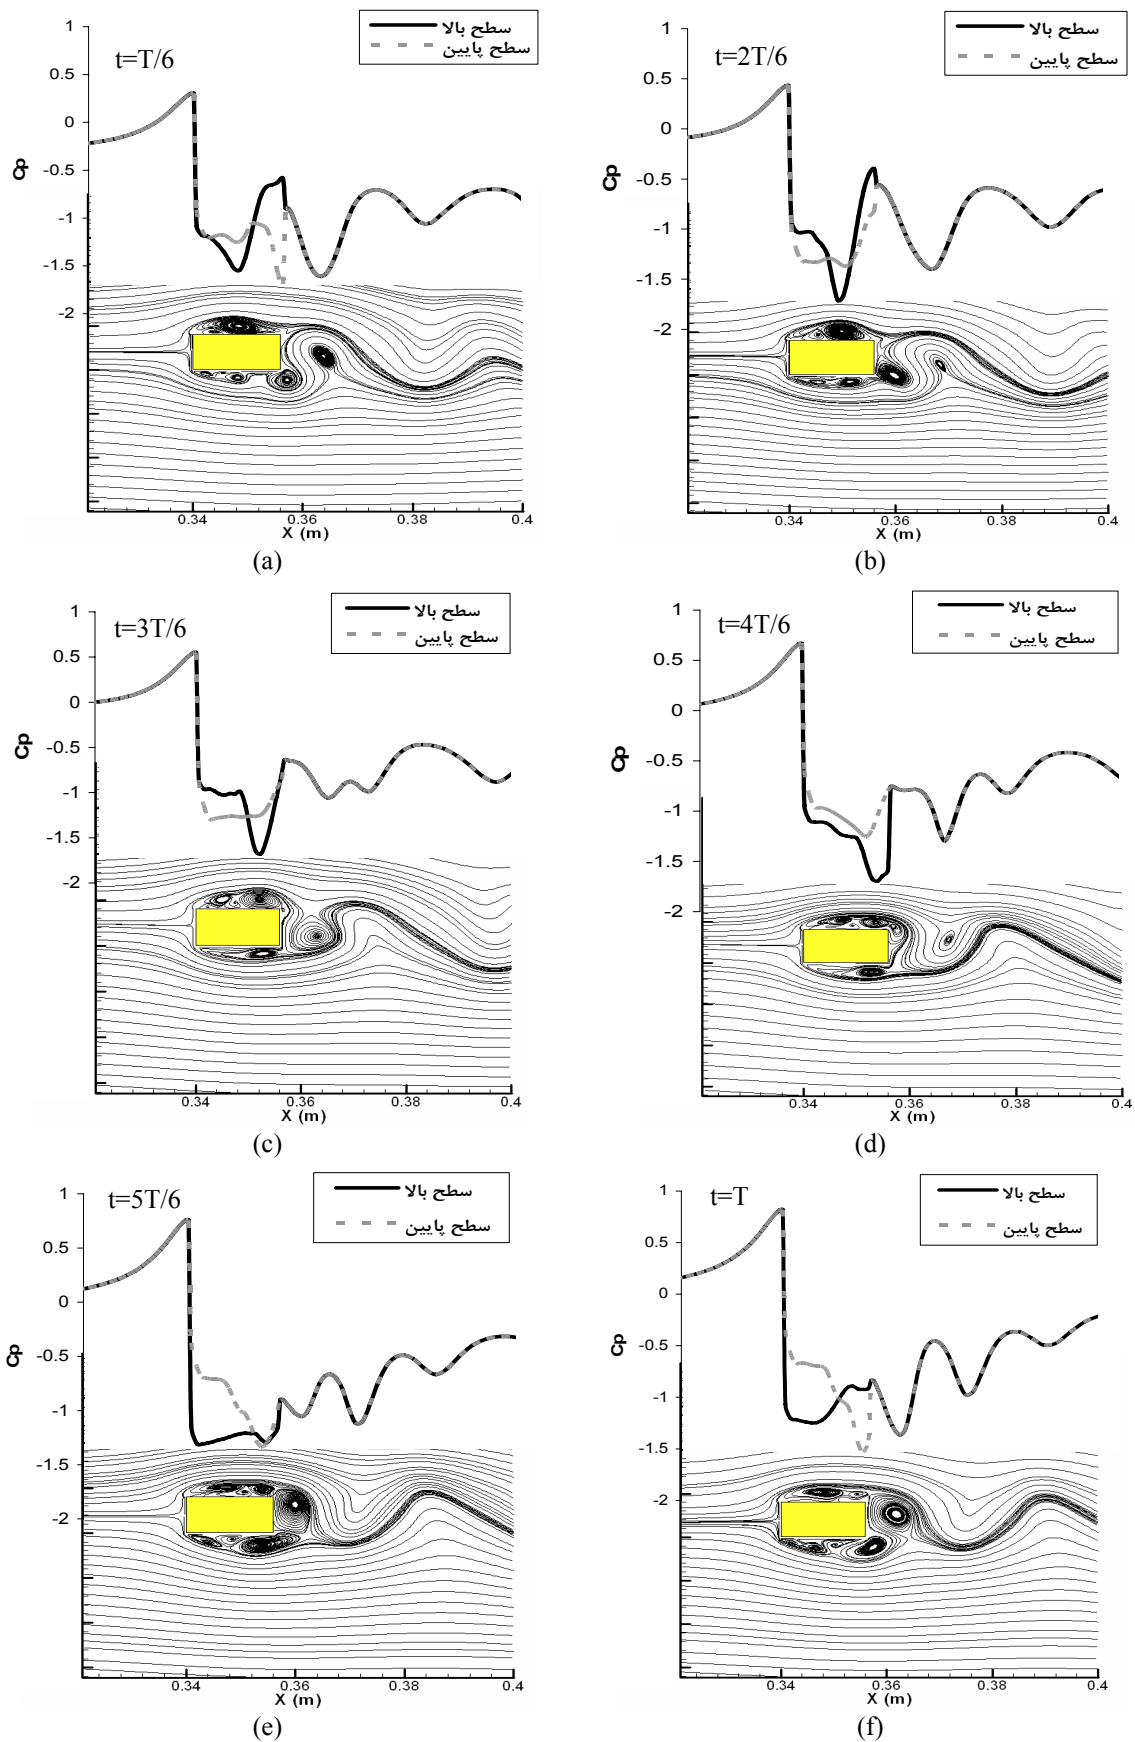 t=T/6
سطح بالا
سطح پایین
1
0.5
0
-0.5
-1
-1.5
-2
Cp
0.34
0.36
0.38
0.4
X (m)
(a)
t=2T/6
سطح بالا
سطح پایین
1
0.5
0
-0.5
-1
-1.5
-2
Cp
0.34
0.36
0.38
0.4
X (m)
(b)
t=3T/6
سطح بالا
سطح پایین
1
0.5
0
-0.5
-1
-1.5
-2
Cp
0.34
0.36
0.38
0.4
X (m)
(c)
t=4T/6
سطح بالا
سطح پایین
1
0.5
0
-0.5
-1
-1.5
-2
Cp
0.34
0.36
0.38
0.4
X (m)
(d)
t=5T/6
سطح بالا
سطح پایین
1
0.5
0
-0.5
-1
-1.5
-2
Cp
0.34
0.36
0.38
0.4
X (m)
(e)
t=T
سطح بالا
سطح پایین
1
0.5
0
-0.5
-1
-1.5
-2
Cp
0.34
0.36
0.38
0.4
X (m)
(f)